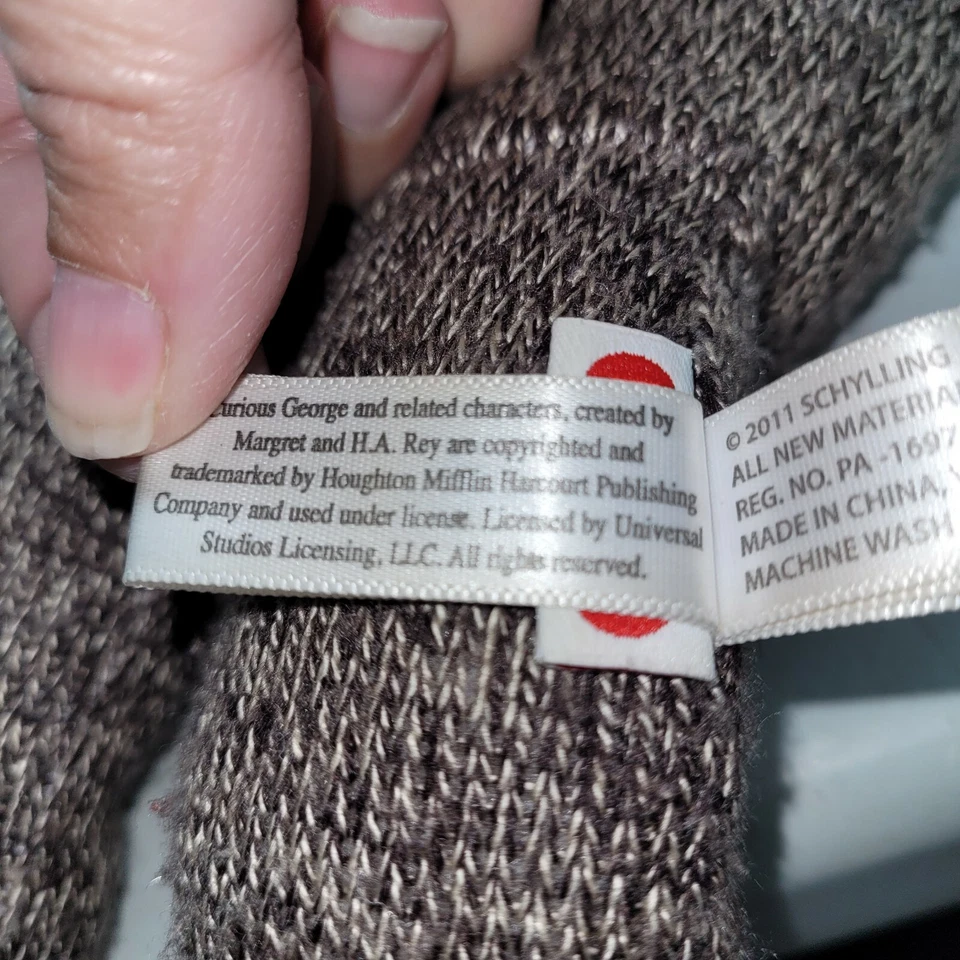 Curious George and related characters, created by
Margret and H.A. Rey are copyrighted and
trademarked by Houghton Mifflin Harcourt Publishing
Company and used under license. Licensed by Universal
Studios Licensing, LLC. All rights reserved.
© 2011 SCHYLLING
ALL NEW MATERIA
REG. NO. PA -1697
MADE IN CHINA,
MACHINE WASH